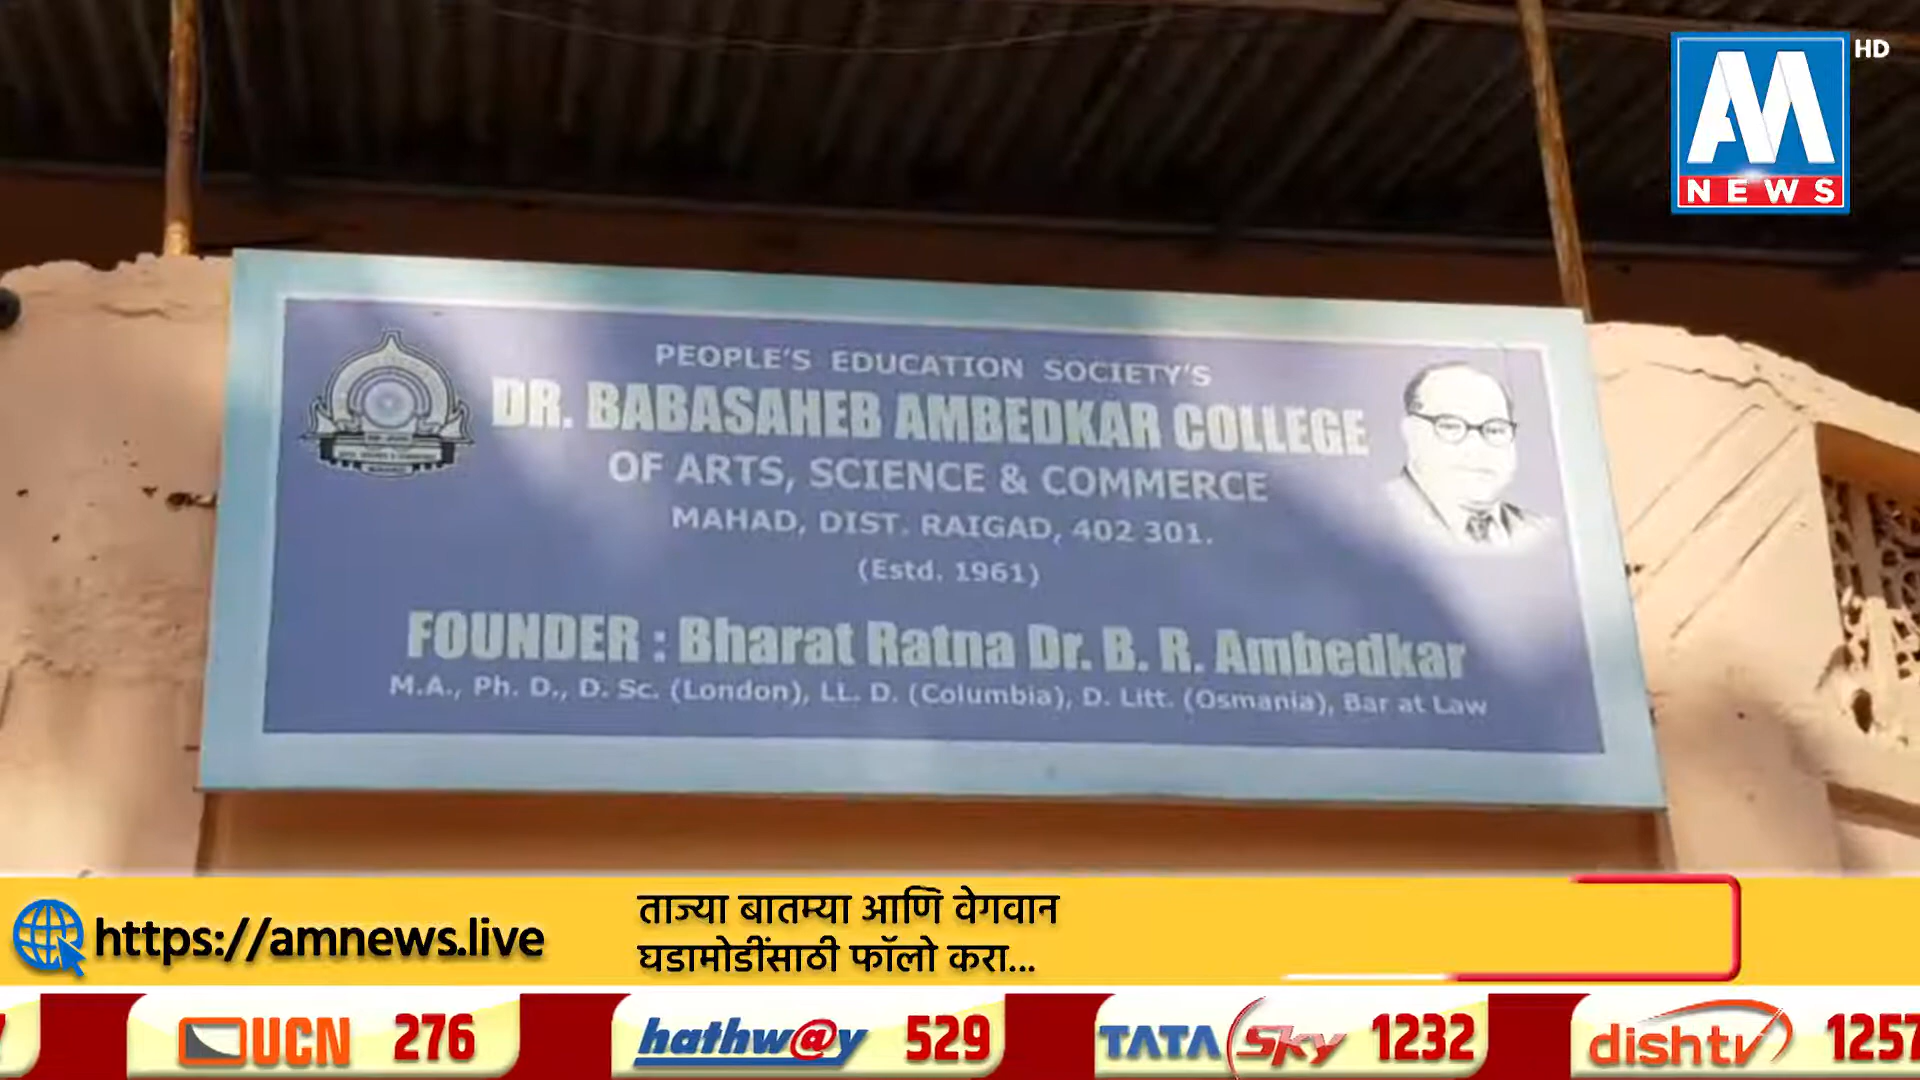 AM
NEWS
HD
PEOPLE'S EDUCATION SOCIETY'S
DR. BABASAHEB AMBEDKAR COLLEGE
OF ARTS, SCIENCE & COMMERCE
MAHAD, DIST. RAIGAD, 402 301.
(Estd. 1961)
FOUNDER : Bharat Ratna Dr. B. R. Ambedkar
M.A., Ph. D., D. Sc. (London), LL. D. (Columbia), D. Litt. (Osmania), Bar at Law
https://amnews.live
ताज्या बातम्या आणि वेगवान
घडामोडींसाठी फॉलो करा...
UCN 276
hathw@y 529
TATA Sky 1232
dishtv 1257